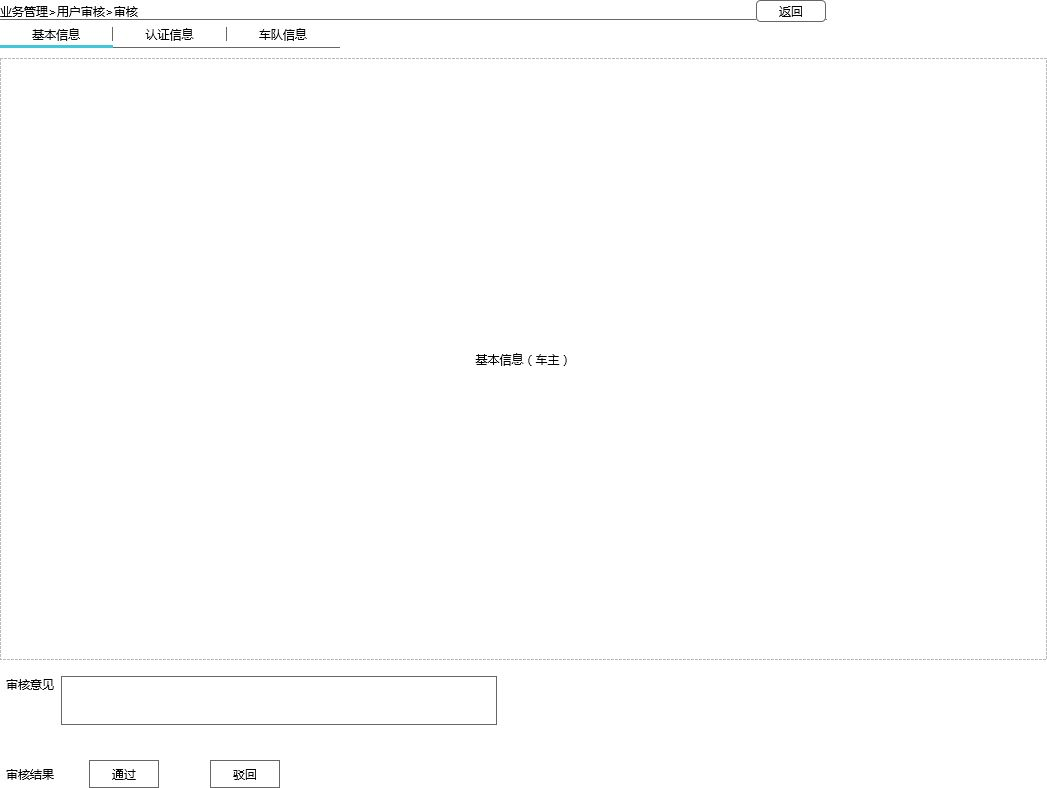 业务管理>用户审核>审核 返回
基本信息 认证信息 车队信息
基本信息（车主）
审核意见
审核结果 通过 驳回